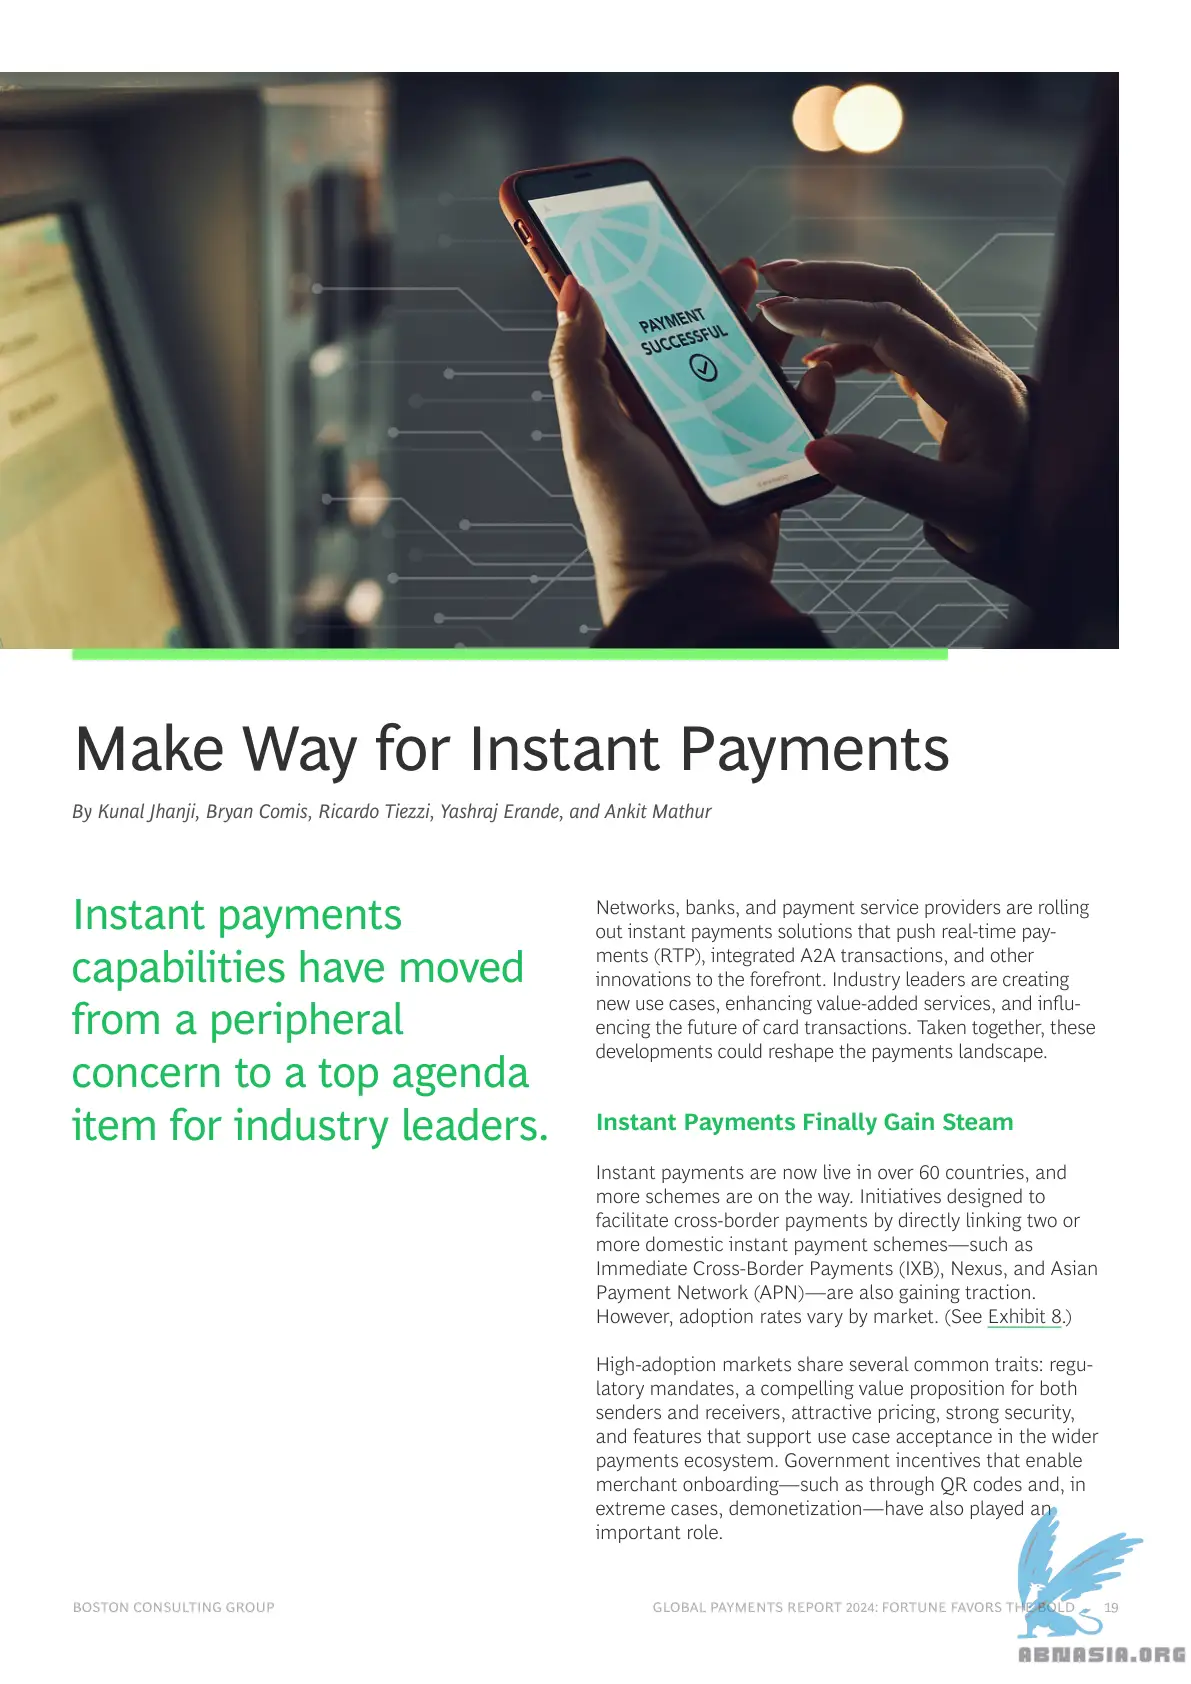 PAYMENT
SUCCESSFUL
Make Way for Instant Payments
By Kunal Jhanji, Bryan Comis, Ricardo Tiezzi, Yashraj Erande, and Ankit Mathur
Instant payments
capabilities have moved
from a peripheral
concern to a top agenda
item for industry leaders.
Networks, banks, and payment service providers are rolling
out instant payments solutions that push real-time pay-
ments (RTP), integrated A2A transactions, and other
innovations to the forefront. Industry leaders are creating
new use cases, enhancing value-added services, and influ-
encing the future of card transactions. Taken together, these
developments could reshape the payments landscape.
Instant Payments Finally Gain Steam
Instant payments are now live in over 60 countries, and
more schemes are on the way. Initiatives designed to
facilitate cross-border payments by directly linking two or
more domestic instant payment schemes—such as
Immediate Cross-Border Payments (IXB), Nexus, and Asian
Payment Network (APN)—are also gaining traction.
However, adoption rates vary by market. (See Exhibit 8.)
High-adoption markets share several common traits: regu-
latory mandates, a compelling value proposition for both
senders and receivers, attractive pricing, strong security,
and features that support use case acceptance in the wider
payments ecosystem. Government incentives that enable
merchant onboarding—such as through QR codes and, in
extreme cases, demonetization—have also played an
important role.
BOSTON CONSULTING GROUP
GLOBAL PAYMENTS REPORT 2024: FORTUNE FAVORS THE BOLD 19
ABNASIA.ORG